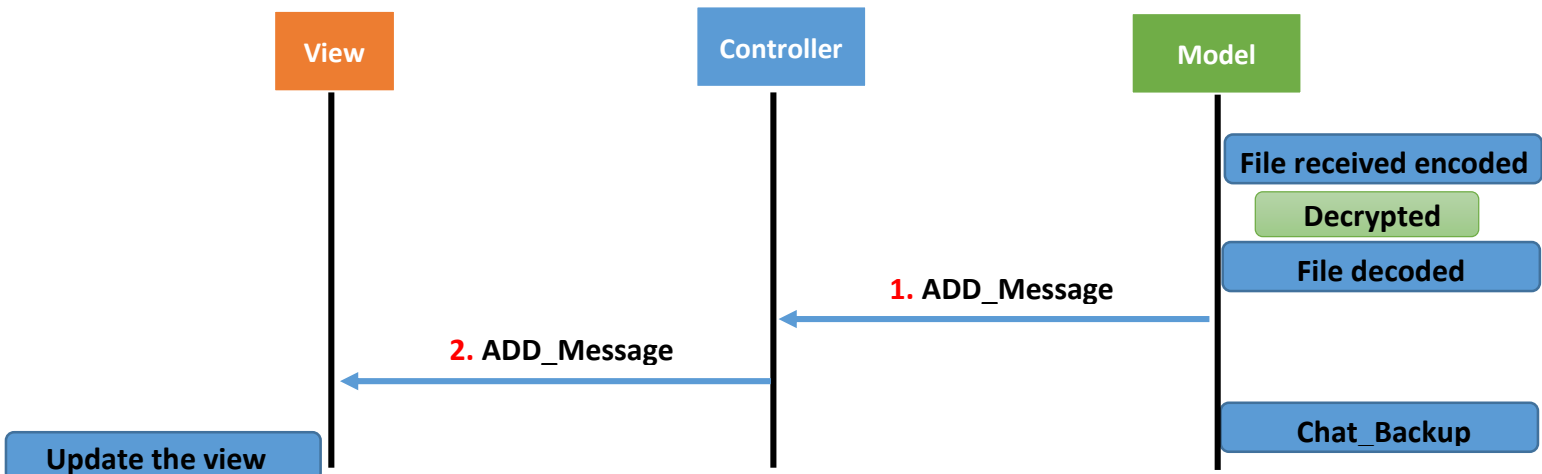 View
Controller
Model
File received encoded
Decrypted
File decoded
1. ADD_Message
2. ADD_Message
Chat_Backup
Update the view